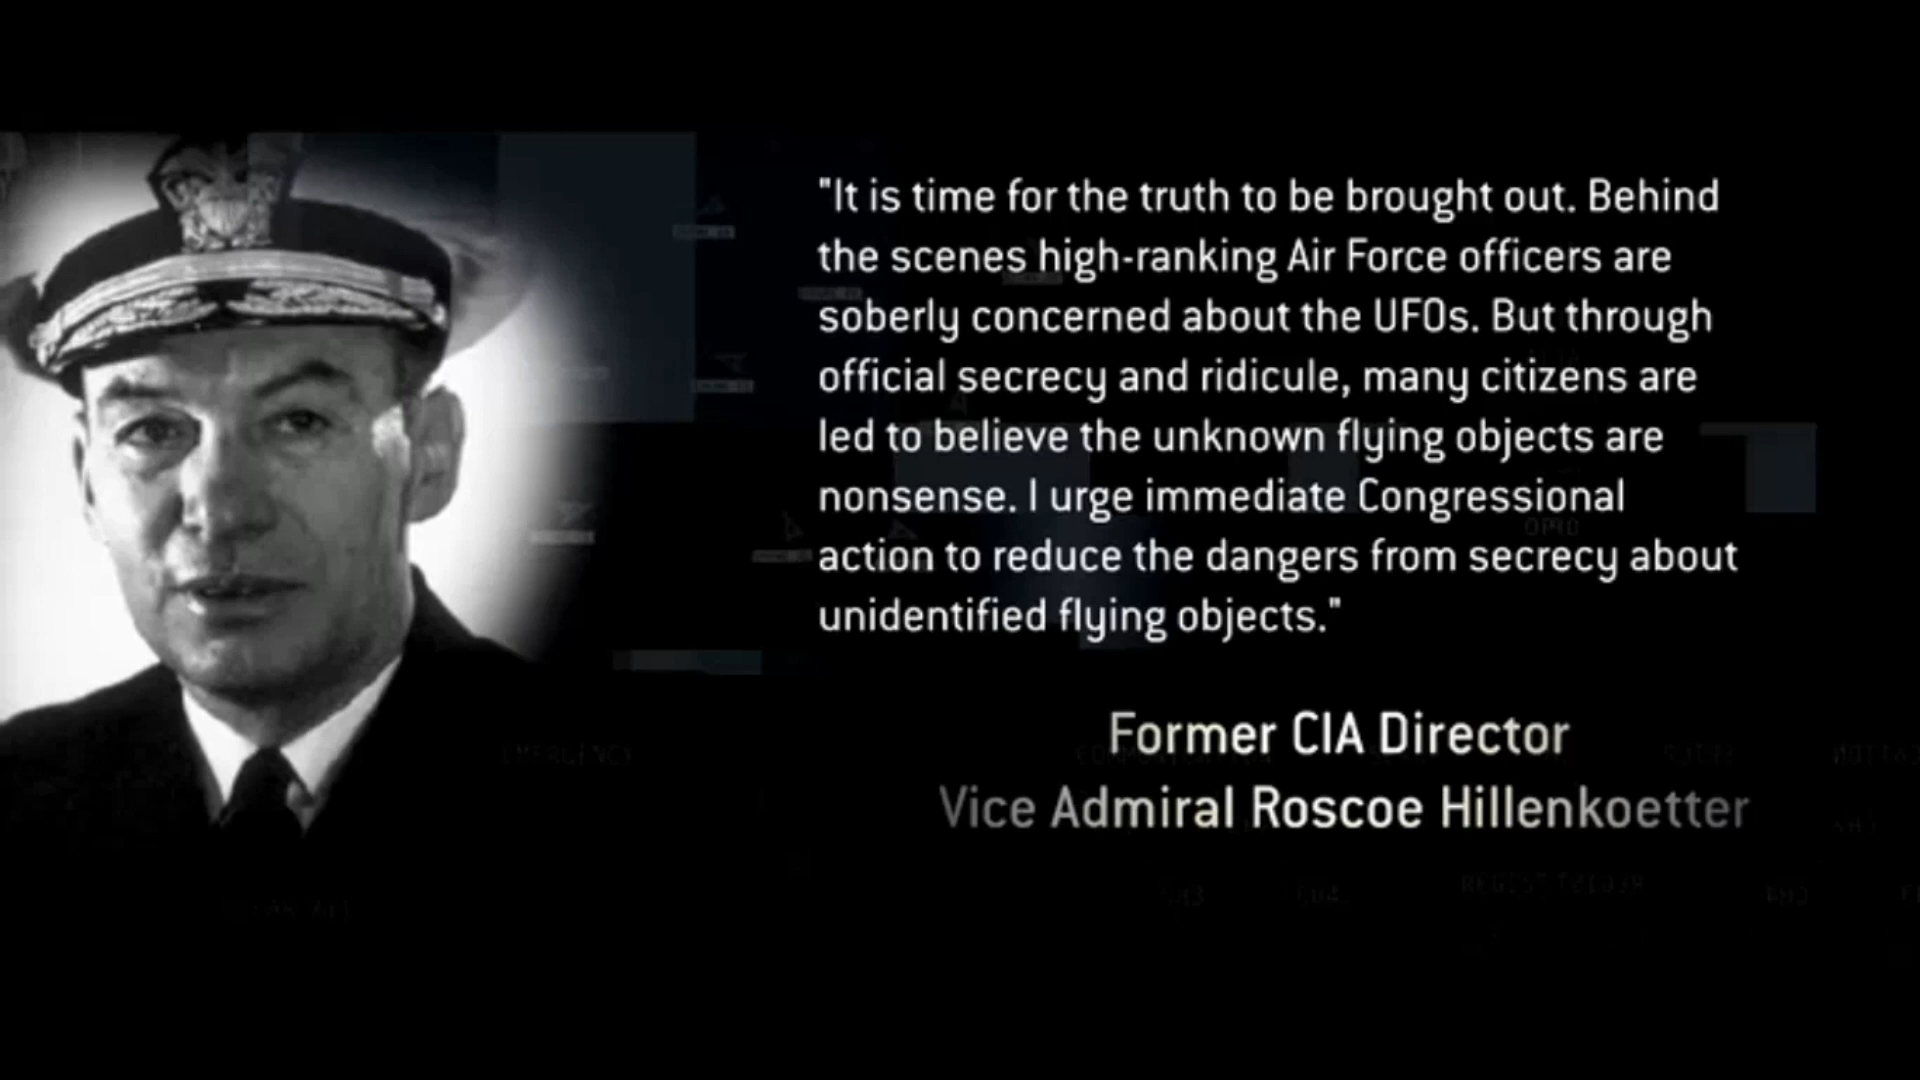 "It is time for the truth to be brought out. Behind
the scenes high-ranking Air Force officers are
soberly concerned about the UFOs. But through
official secrecy and ridicule, many citizens are
led to believe the unknown flying objects are
nonsense. I urge immediate Congressional
action to reduce the dangers from secrecy about
unidentified flying objects."
Former CIA Director
Vice Admiral Roscoe Hillenkoetter
EMERGENCY